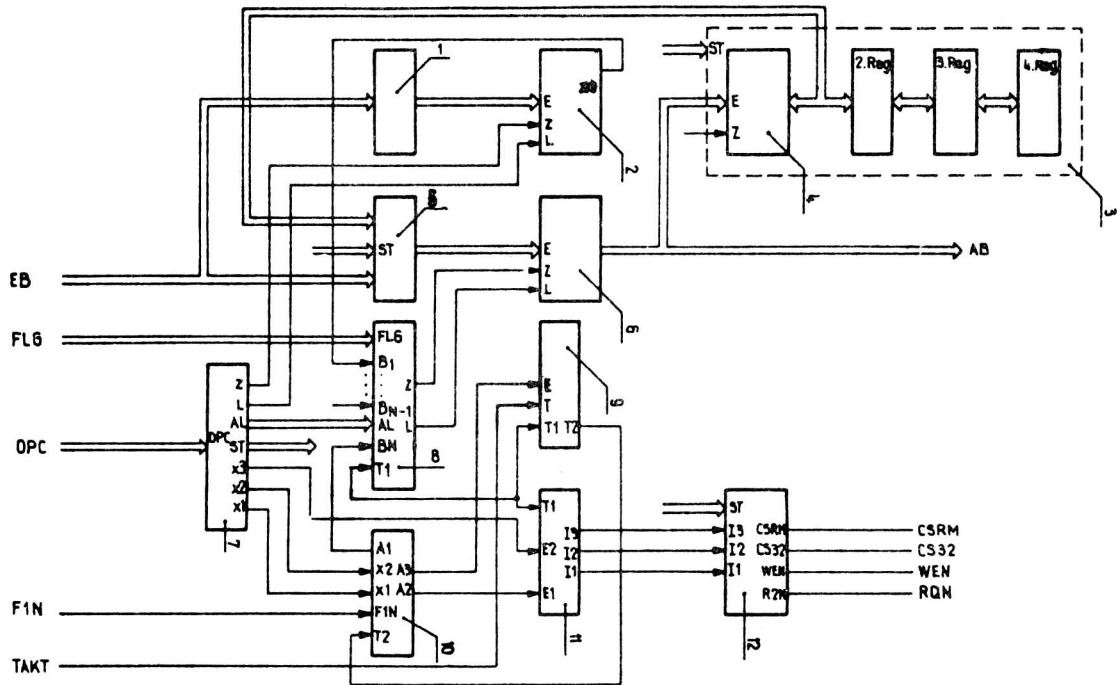 1
ST
2.Reg
3.Reg
4.Reg
E
Z
L
2
E
Z
4
3
ST
E
Z
L
6
AB
EB
FLG
FLG
B1
BN-1
AL
BN
T1
Z
L
8
E
T
T1 T2
9
OPC
OPC
Z
L
AL
ST
x3
x2
x1
7
A1
x2 A3
x1 A2
F1N
T2
10
T1
E2
E1
I3
I2
I1
11
ST
I3 CSRM
I2 CS32
I1 WEN
12
CSRM
CS32
WEN
RQN
F1N
TAKT